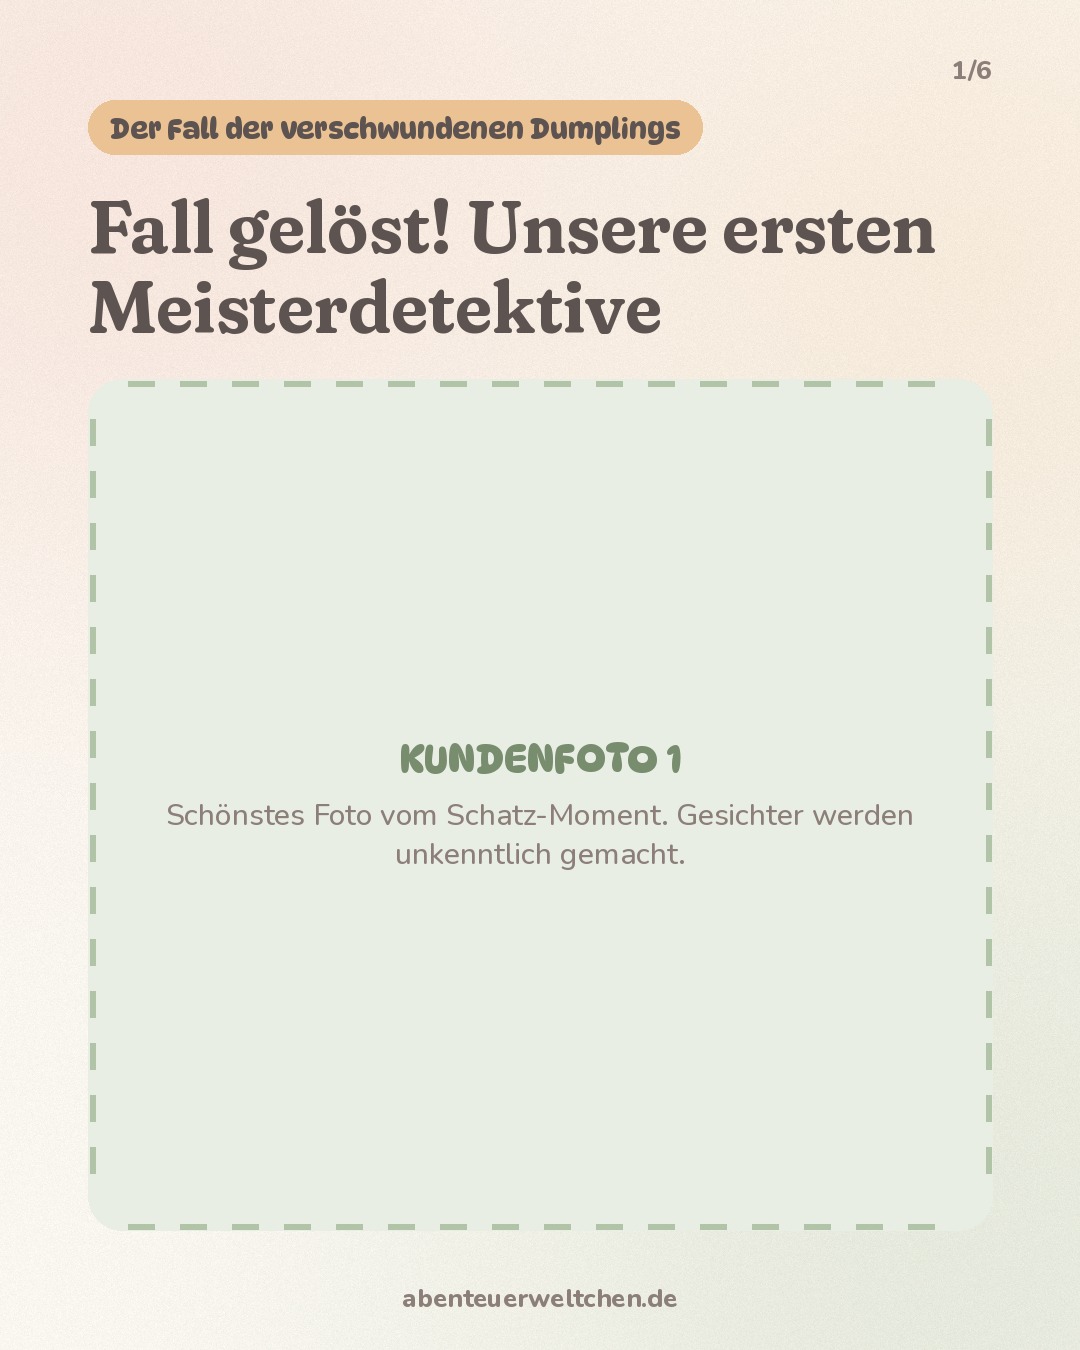 1/6
Der Fall der verschwundenen Dumplings
Fall gelöst! Unsere ersten
Meisterdetektive
KUNDENFOTO 1
Schönstes Foto vom Schatz-Moment. Gesichter werden
unkenntlich gemacht.
abenteuerweltchen.de